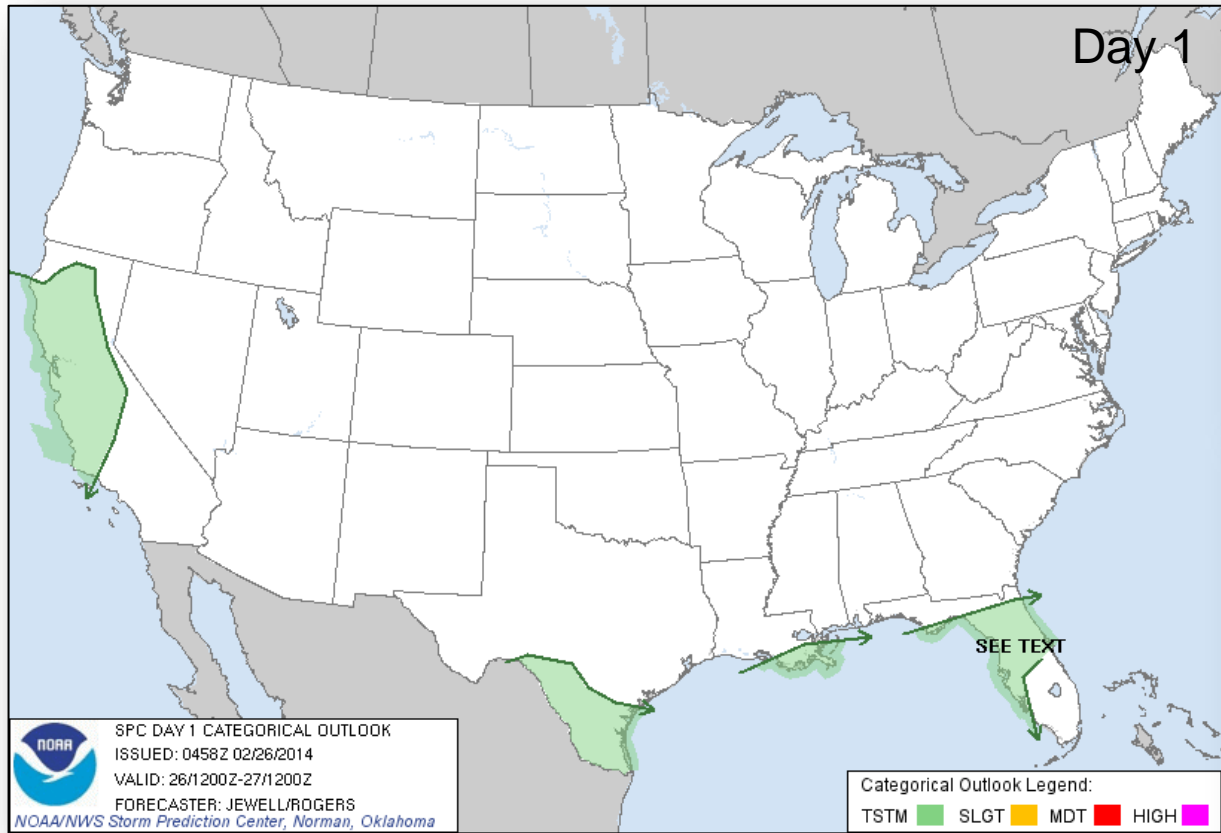 Day 1
SEE TEXT
NOAA
SPC DAY 1 CATEGORICAL OUTLOOK
ISSUED: 0458Z 02/26/2014
VALID: 26/1200Z-27/1200Z
FORECASTER: JEWELL/ROGERS
NOAA/NWS Storm Prediction Center, Norman, Oklahoma
Categorical Outlook Legend:
TSTM SLGT MDT HIGH